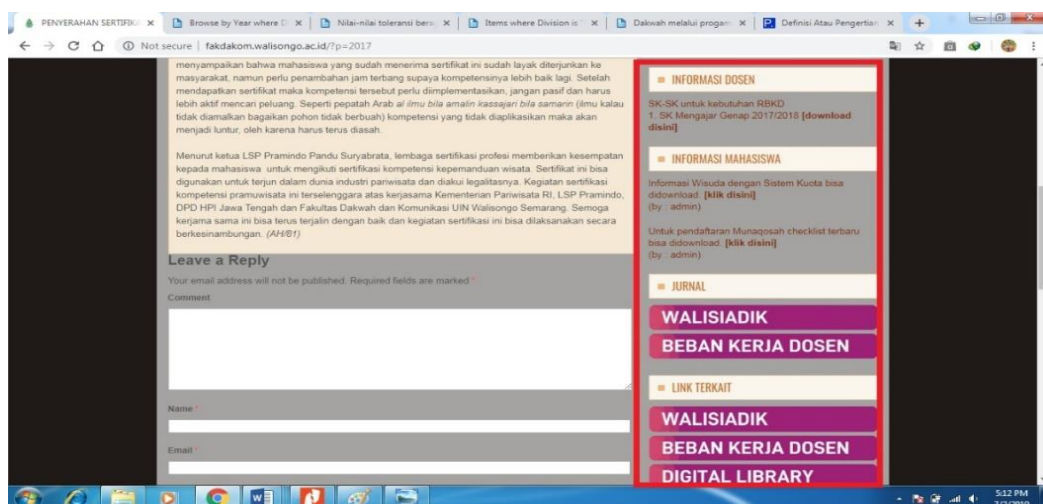 PENYERAHAN SERTIFIK
Browse by Year where D
Nilai-nilai toleransi bers
Items where Division is "
Dakwah melalui progam
Definisi Atau Pengertian
Not secure | fakdakom.walisongo.ac.id/?p=2017
menyampaikan bahwa mahasiswa yang sudah menerima sertifikat ini sudah layak diterjunkan ke
masyarakat, namun perlu penambahan jam terbang supaya kompetensinya lebih baik lagi. Setelah
mendapatkan sertifikat maka kompetensi tersebut perlu diimplementasikan, jangan pasif dan harus
lebih aktif mencari peluang. Seperti pepatah Arab al ilmu bila amalin kassajari bila samarin (ilmu kalau
tidak diamalkan bagaikan pohon tidak berbuah) kompetensi yang tidak diaplikasikan maka akan
menjadi luntur, oleh karena harus terus diasah.
Menurut ketua LSP Pramindo Pandu Suryabrata, lembaga sertifikasi profesi memberikan kesempatan
kepada mahasiswa untuk mengikuti sertifikasi kompetensi kepemanduan wisata. Sertifikat ini bisa
digunakan untuk terjun dalam dunia industri pariwisata dan diakui legalitasnya. Kegiatan sertifikasi
kompetensi pramuwisata ini terselenggara atas kerjasama Kementerian Pariwisata RI, LSP Pramindo,
DPD HPI Jawa Tengah dan Fakultas Dakwah dan Komunikasi UIN Walisongo Semarang. Semoga
kerjama sama ini bisa terus terjalin dengan baik dan kegiatan sertifikasi ini bisa dilaksanakan secara
berkesinambungan. (AH/81)
Leave a Reply
Your email address will not be published. Required fields are marked *
Comment
Name *
Email *
INFORMASI DOSEN
SK-SK untuk kebutuhan RBKD
1. SK Mengajar Genap 2017/2018 [download
disini]
INFORMASI MAHASISWA
Informasi Wisuda dengan Sistem Kuota bisa
didownload. [klik disini]
(by : admin)
Untuk pendaftaran Munaqosah checklist terbaru
bisa didownload. [klik disini]
(by : admin)
JURNAL
WALISIADIK
BEBAN KERJA DOSEN
LINK TERKAIT
WALISIADIK
BEBAN KERJA DOSEN
DIGITAL LIBRARY
5:12 PM